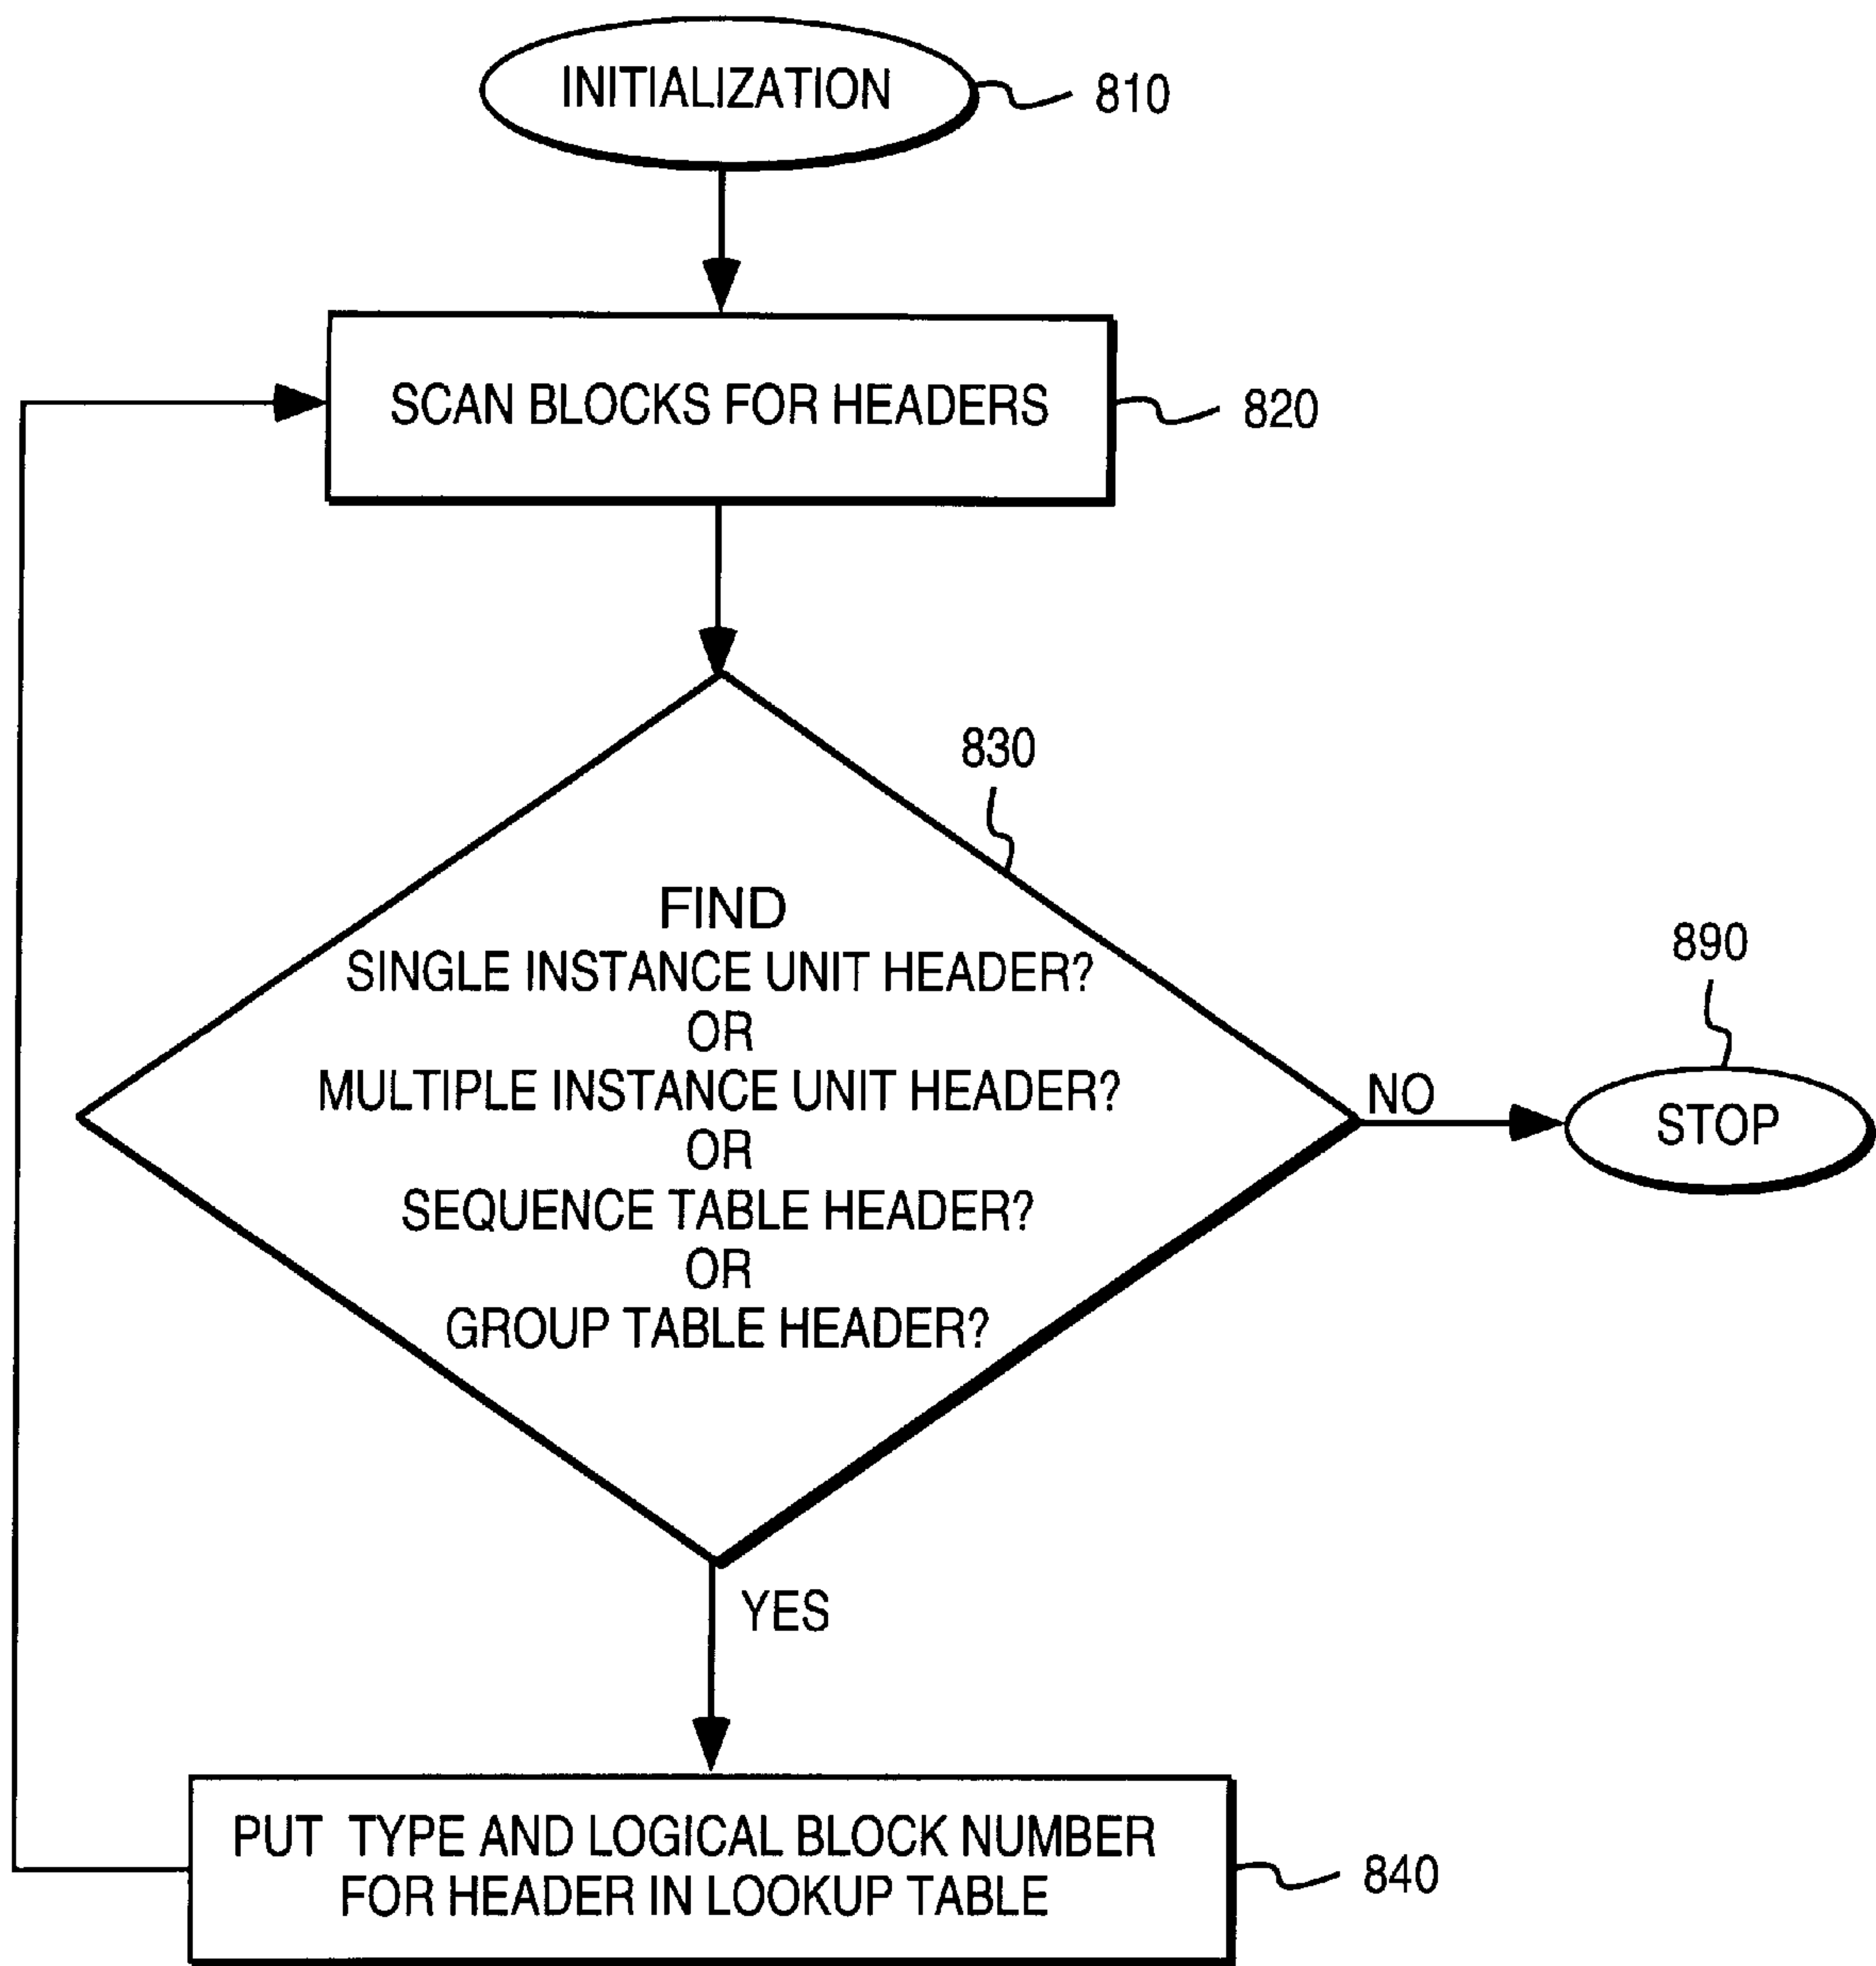 INITIALIZATION
810
SCAN BLOCKS FOR HEADERS
820
830
FIND
SINGLE INSTANCE UNIT HEADER?
OR
MULTIPLE INSTANCE UNIT HEADER?
OR
SEQUENCE TABLE HEADER?
OR
GROUP TABLE HEADER?
NO
890
STOP
YES
PUT TYPE AND LOGICAL BLOCK NUMBER
FOR HEADER IN LOOKUP TABLE
840